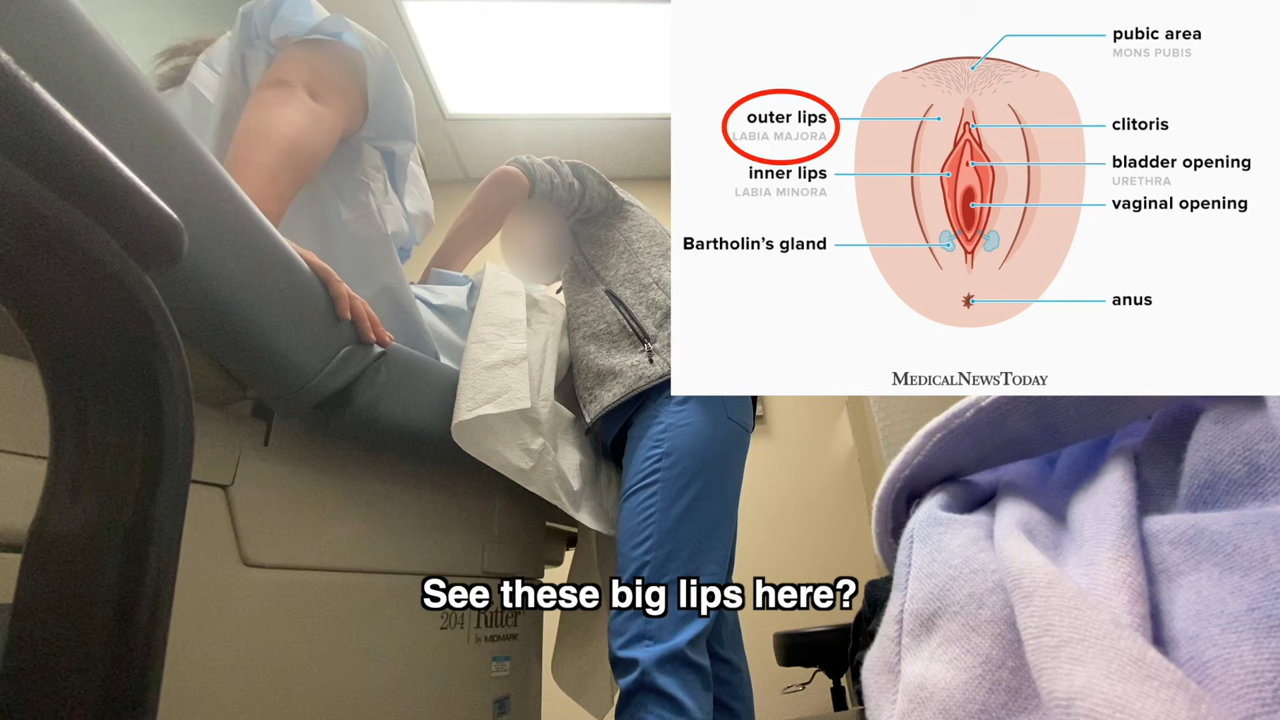 pubic area
MONS PUBIS
outer lips
LABIA MAJORA
clitoris
bladder opening
URETHRA
inner lips
LABIA MINORA
vaginal opening
Bartholin's gland
anus
MEDICALNEWSTODAY
See these big lips here?
204 Ritter
by MIDMARK